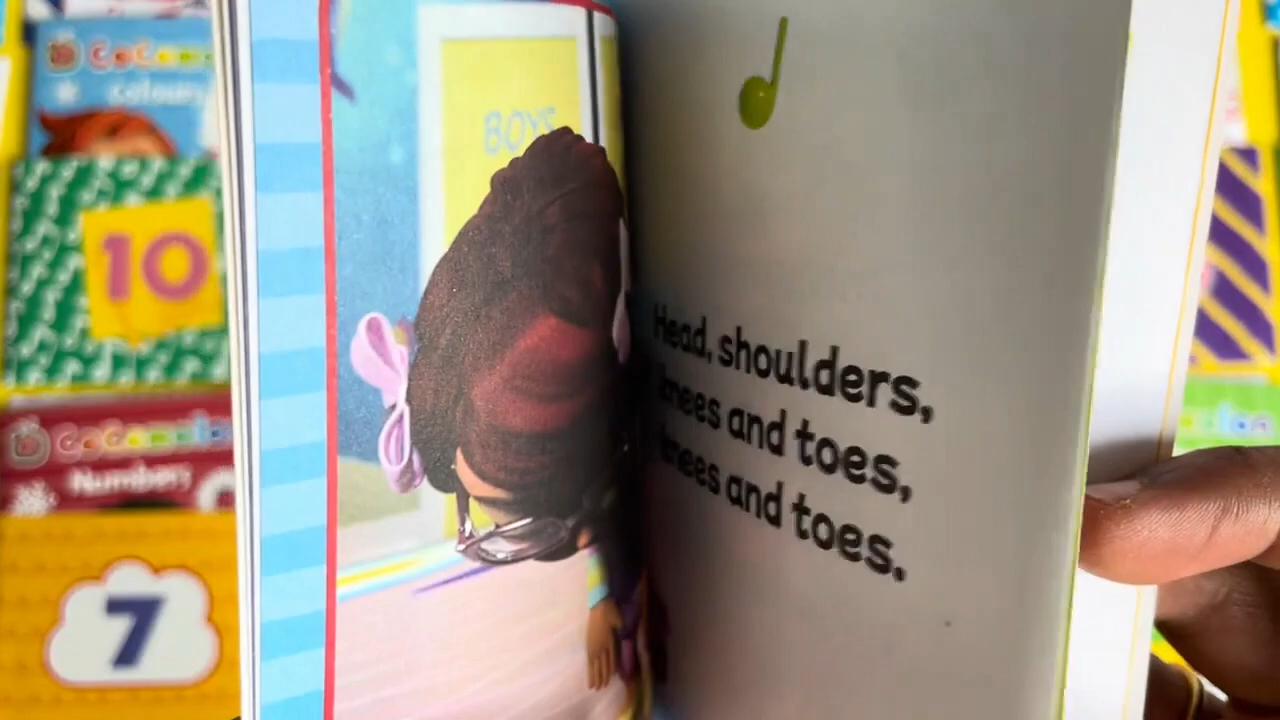 CoComelon
colours
10
CoComelon
Numbers
7
BOYS
Head, shoulders,
knees and toes,
knees and toes.